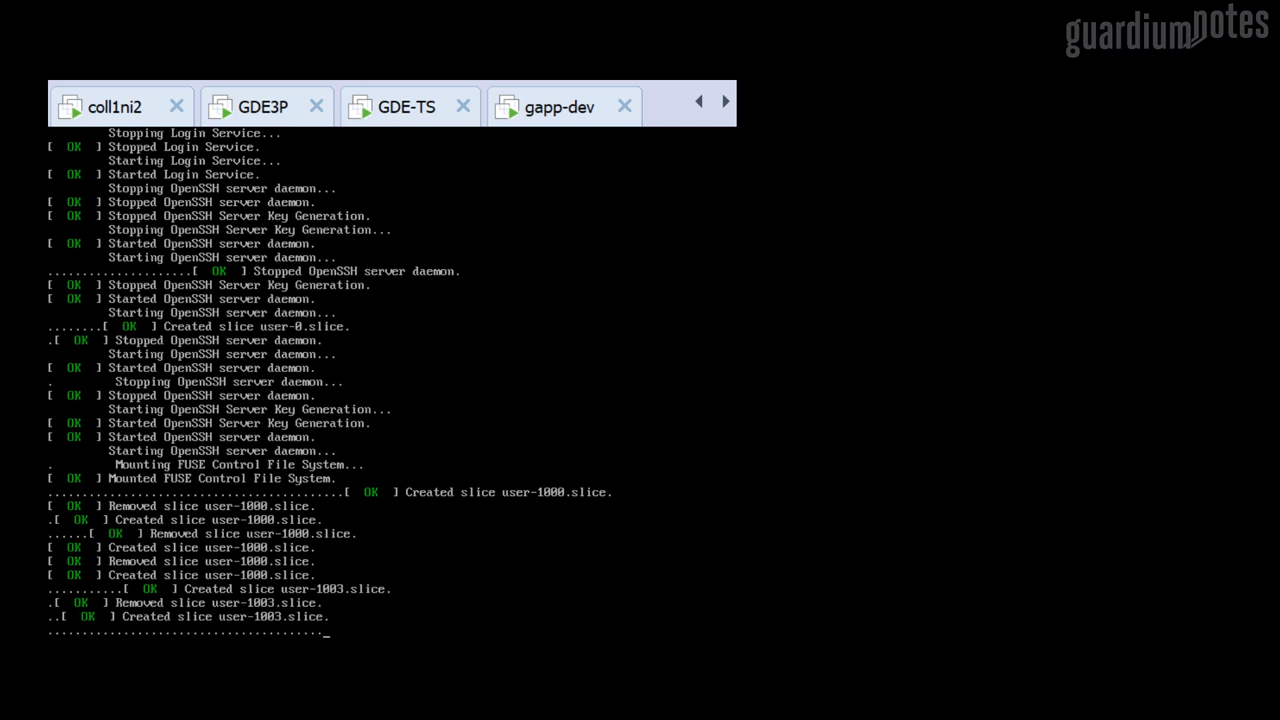 guardiumnotes
coll1ni2 GDE3P GDE-TS gapp-dev
Stopping Login Service...
[  OK  ] Stopped Login Service.
Starting Login Service...
[  OK  ] Started Login Service.
Stopping OpenSSH server daemon...
[  OK  ] Stopped OpenSSH server daemon.
[  OK  ] Stopped OpenSSH Server Key Generation.
Stopping OpenSSH Server Key Generation...
[  OK  ] Started OpenSSH server daemon.
Starting OpenSSH server daemon...
.....................[  OK  ] Stopped OpenSSH server daemon.
[  OK  ] Stopped OpenSSH Server Key Generation.
[  OK  ] Started OpenSSH server daemon.
Starting OpenSSH server daemon...
........[  OK  ] Created slice user-0.slice.
.[  OK  ] Stopped OpenSSH server daemon.
Starting OpenSSH server daemon...
[  OK  ] Started OpenSSH server daemon.
.         Stopping OpenSSH server daemon...
[  OK  ] Stopped OpenSSH server daemon.
Starting OpenSSH Server Key Generation...
[  OK  ] Started OpenSSH Server Key Generation.
[  OK  ] Started OpenSSH server daemon.
Starting OpenSSH server daemon...
.         Mounting FUSE Control File System...
[  OK  ] Mounted FUSE Control File System.
...........................................[  OK  ] Created slice user-1000.slice.
[  OK  ] Removed slice user-1000.slice.
.[  OK  ] Created slice user-1000.slice.
......[  OK  ] Removed slice user-1000.slice.
[  OK  ] Created slice user-1000.slice.
[  OK  ] Removed slice user-1000.slice.
[  OK  ] Created slice user-1000.slice.
...........[  OK  ] Created slice user-1003.slice.
.[  OK  ] Removed slice user-1003.slice.
..[  OK  ] Created slice user-1003.slice.
........................................_